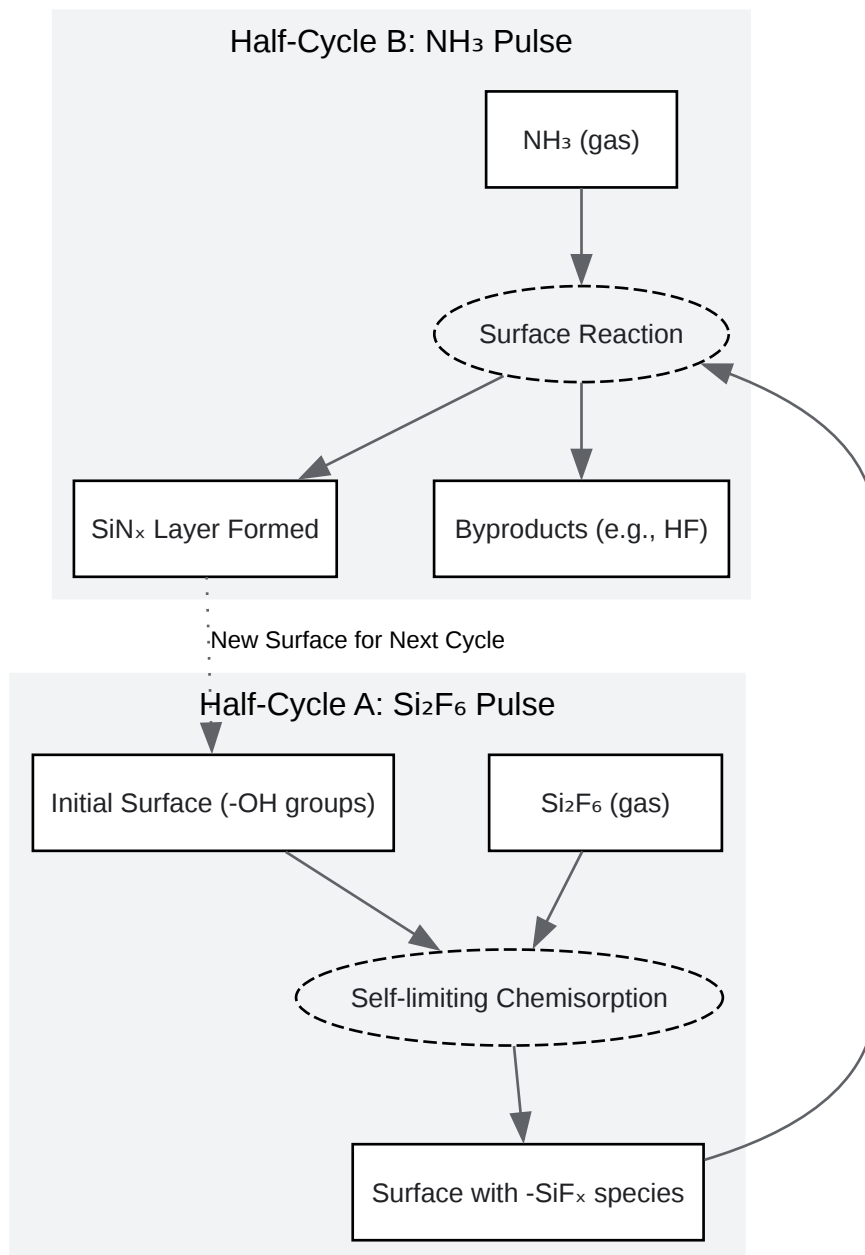 Half-Cycle B: NH₃ Pulse
NH₃ (gas)
Surface Reaction
SiNₓ Layer Formed
Byproducts (e.g., HF)
New Surface for Next Cycle
Half-Cycle A: Si₂F₆ Pulse
Initial Surface (-OH groups)
Si₂F₆ (gas)
Self-limiting Chemisorption
Surface with -SiFₓ species